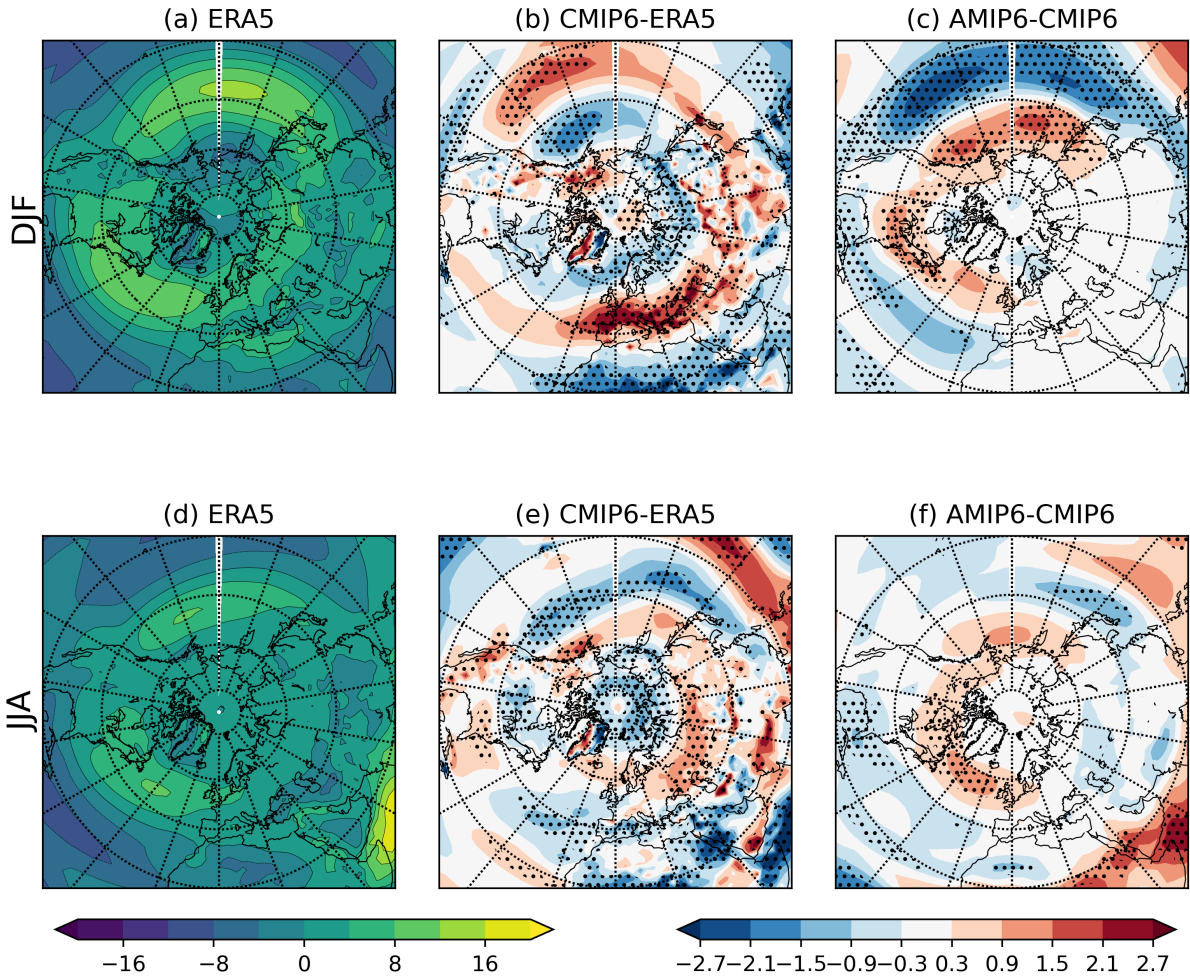 (a) ERA5
(b) CMIP6-ERA5
(c) AMIP6-CMIP6
DJF
(d) ERA5
(e) CMIP6-ERA5
(f) AMIP6-CMIP6
JJA
−16 −8 0 8 16
−2.7 −2.1 −1.5 −0.9 −0.3 0.3 0.9 1.5 2.1 2.7